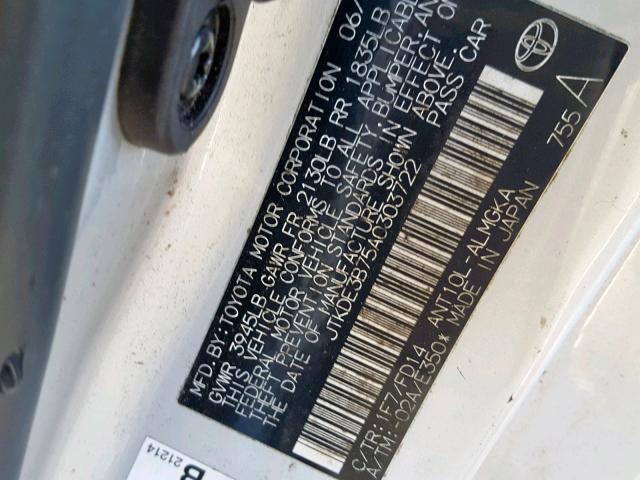 MFD. BY: TOYOTA MOTOR CORPORATION 06/
GVWR 3945LB GAWR FR 2130LB RR 1835LB
THIS VEHICLE CONFORMS TO ALL APPLICABLE
FEDERAL MOTOR VEHICLE SAFETY, BUMPER, AND
THEFT PREVENTION STANDARDS IN EFFECT ON
THE DATE OF MANUFACTURE SHOWN ABOVE.
JTKDE3B75A0303722 PASS. CAR
C/TR: 1F7/FD14 ANT10L-ALMGKA 755 A
A/TM: -02A/E350* MADE IN JAPAN
B
21214